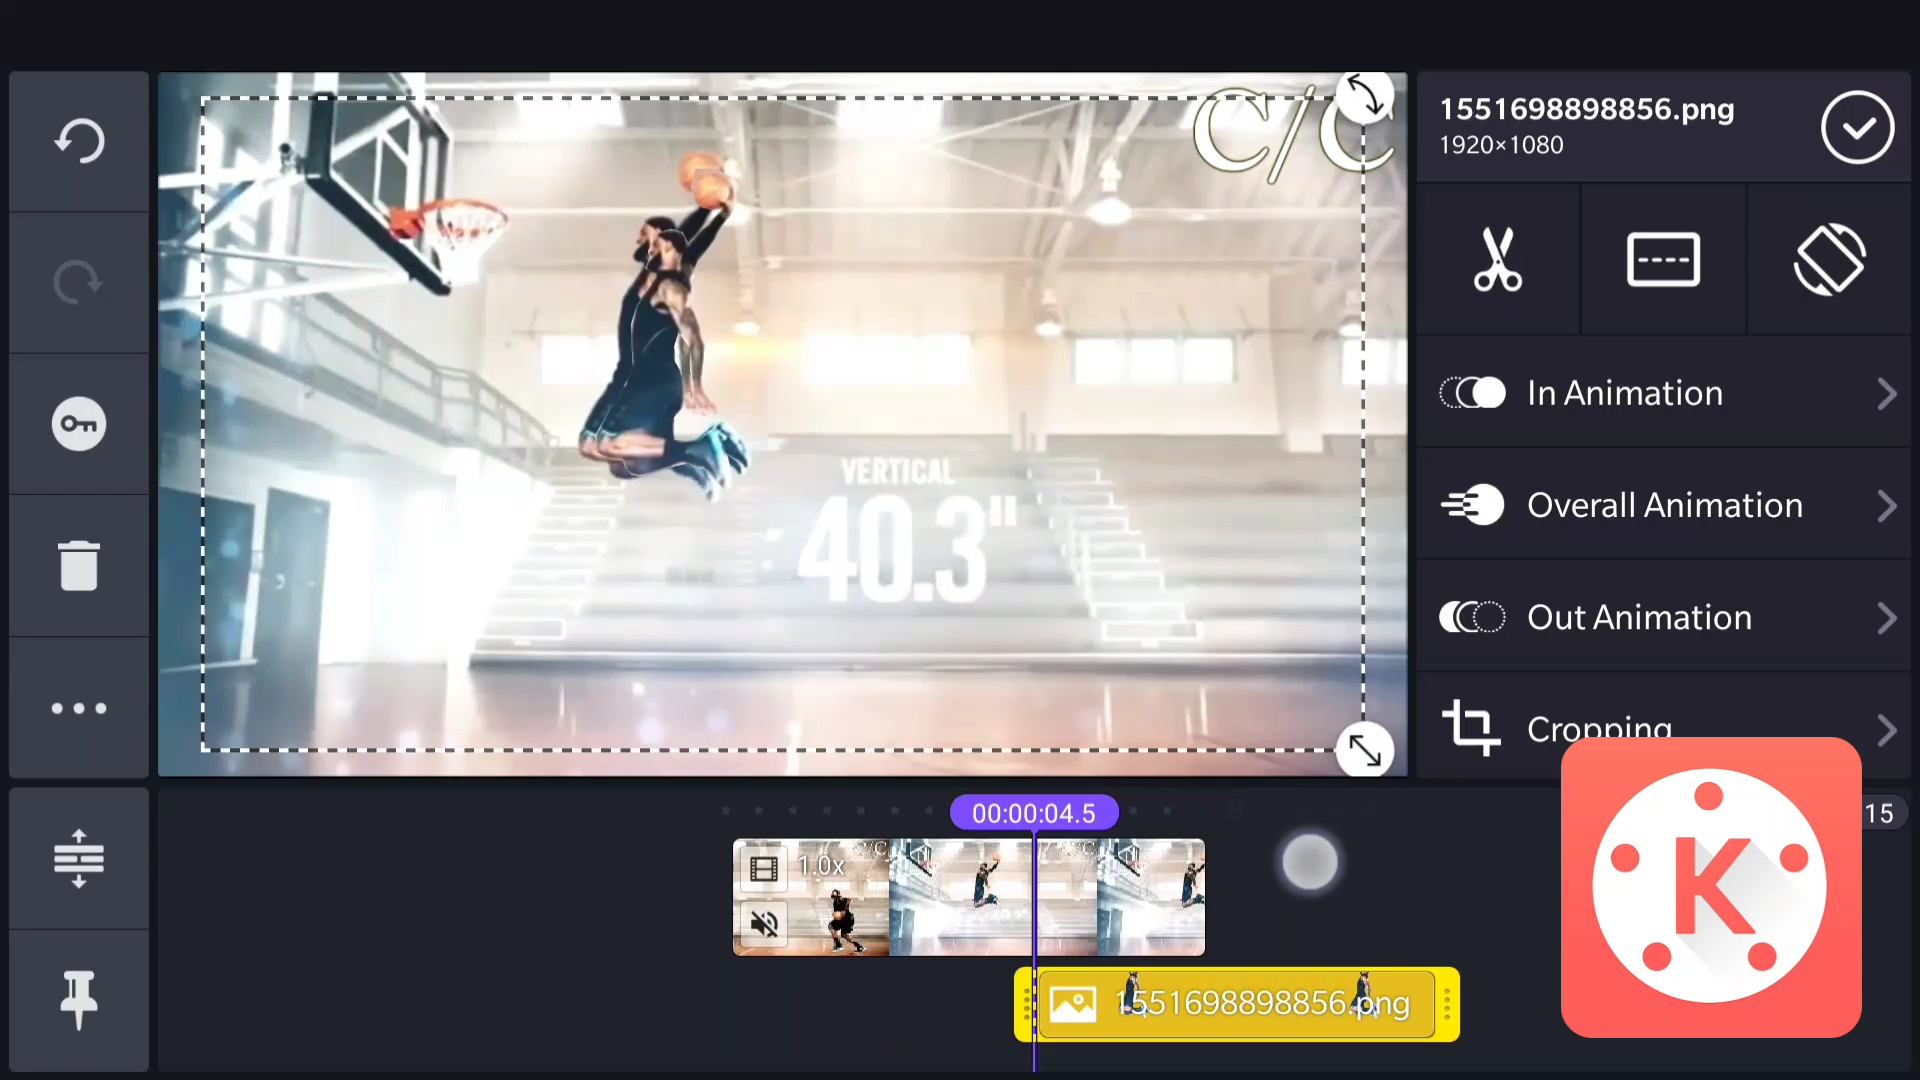 C/C
1551698898856.png
1920×1080
In Animation
Overall Animation
VERTICAL
40.3"
Out Animation
Cropping
00:00:04.5
15
1.0x
1551698898856.png
K